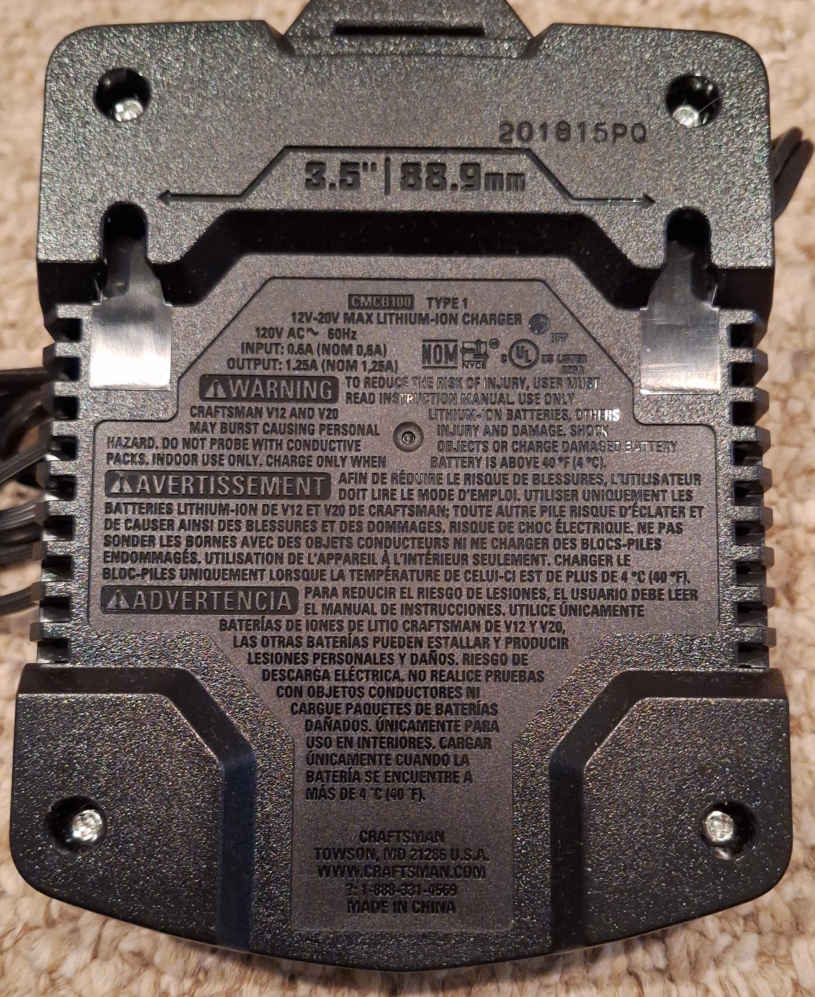 201815PQ
3.5" | 88.9mm
CMCB100 TYPE 1
12V-20V MAX LITHIUM-ION CHARGER
120V AC ~ 60Hz
INPUT: 0.6A (NOM 0,6A)
OUTPUT: 1.25A (NOM 1,25A)
NOM NYCE
C UL US LISTED
WARNING TO REDUCE THE RISK OF INJURY, USER MUST
READ INSTRUCTION MANUAL. USE ONLY
CRAFTSMAN V12 AND V20 LITHIUM-ION BATTERIES, OTHERS
MAY BURST CAUSING PERSONAL INJURY AND DAMAGE. SHOCK
HAZARD. DO NOT PROBE WITH CONDUCTIVE OBJECTS OR CHARGE DAMAGED BATTERY
PACKS. INDOOR USE ONLY. CHARGE ONLY WHEN BATTERY IS ABOVE 40 °F (4 °C).
AVERTISSEMENT AFIN DE RÉDUIRE LE RISQUE DE BLESSURES, L'UTILISATEUR
DOIT LIRE LE MODE D'EMPLOI. UTILISER UNIQUEMENT LES
BATTERIES LITHIUM-ION DE V12 ET V20 DE CRAFTSMAN; TOUTE AUTRE PILE RISQUE D'ÉCLATER ET
DE CAUSER AINSI DES BLESSURES ET DES DOMMAGES. RISQUE DE CHOC ÉLECTRIQUE. NE PAS
SONDER LES BORNES AVEC DES OBJETS CONDUCTEURS NI NE CHARGER DES BLOCS-PILES
ENDOMMAGÉS. UTILISATION DE L'APPAREIL À L'INTÉRIEUR SEULEMENT. CHARGER LE
BLOC-PILES UNIQUEMENT LORSQUE LA TEMPÉRATURE DE CELUI-CI EST DE PLUS DE 4 °C (40 °F).
ADVERTENCIA PARA REDUCIR EL RIESGO DE LESIONES, EL USUARIO DEBE LEER
EL MANUAL DE INSTRUCCIONES. UTILICE ÚNICAMENTE
BATERÍAS DE IONES DE LITIO CRAFTSMAN DE V12 Y V20,
LAS OTRAS BATERÍAS PUEDEN ESTALLAR Y PRODUCIR
LESIONES PERSONALES Y DAÑOS. RIESGO DE
DESCARGA ELÉCTRICA. NO REALICE PRUEBAS
CON OBJETOS CONDUCTORES NI
CARGUE PAQUETES DE BATERÍAS
DAÑADOS. ÚNICAMENTE PARA
USO EN INTERIORES. CARGAR
ÚNICAMENTE CUANDO LA
BATERÍA SE ENCUENTRE A
MÁS DE 4 °C (40 °F).
CRAFTSMAN
TOWSON, MD 21286 U.S.A.
WWW.CRAFTSMAN.COM
?: 1-888-331-4569
MADE IN CHINA